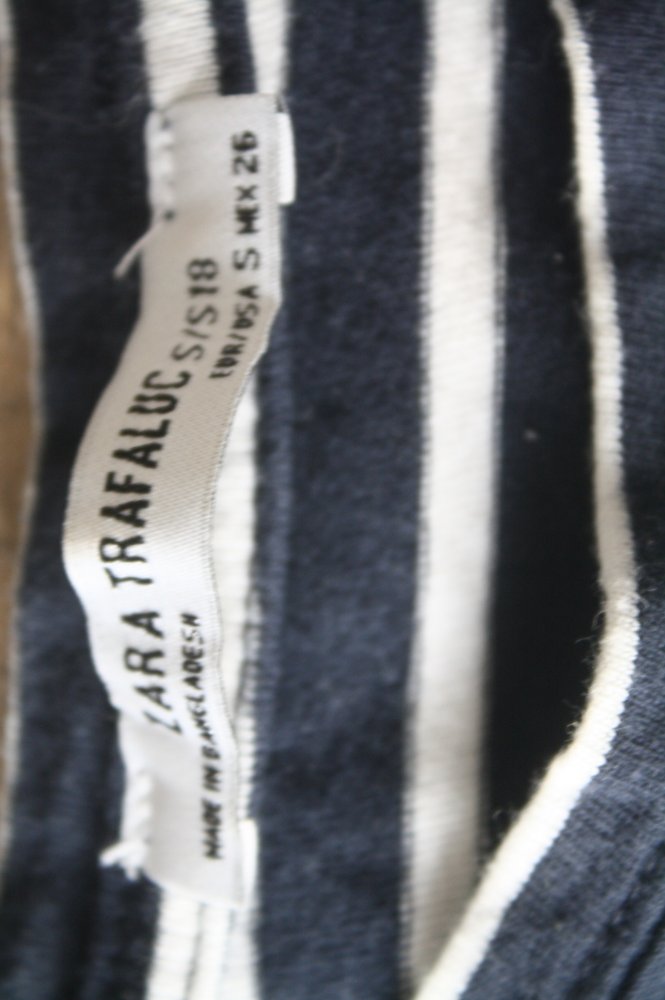 ZARA TRAFALUC S/S18
MADE IN BANGLADESH
EUR/USA S MEX 26